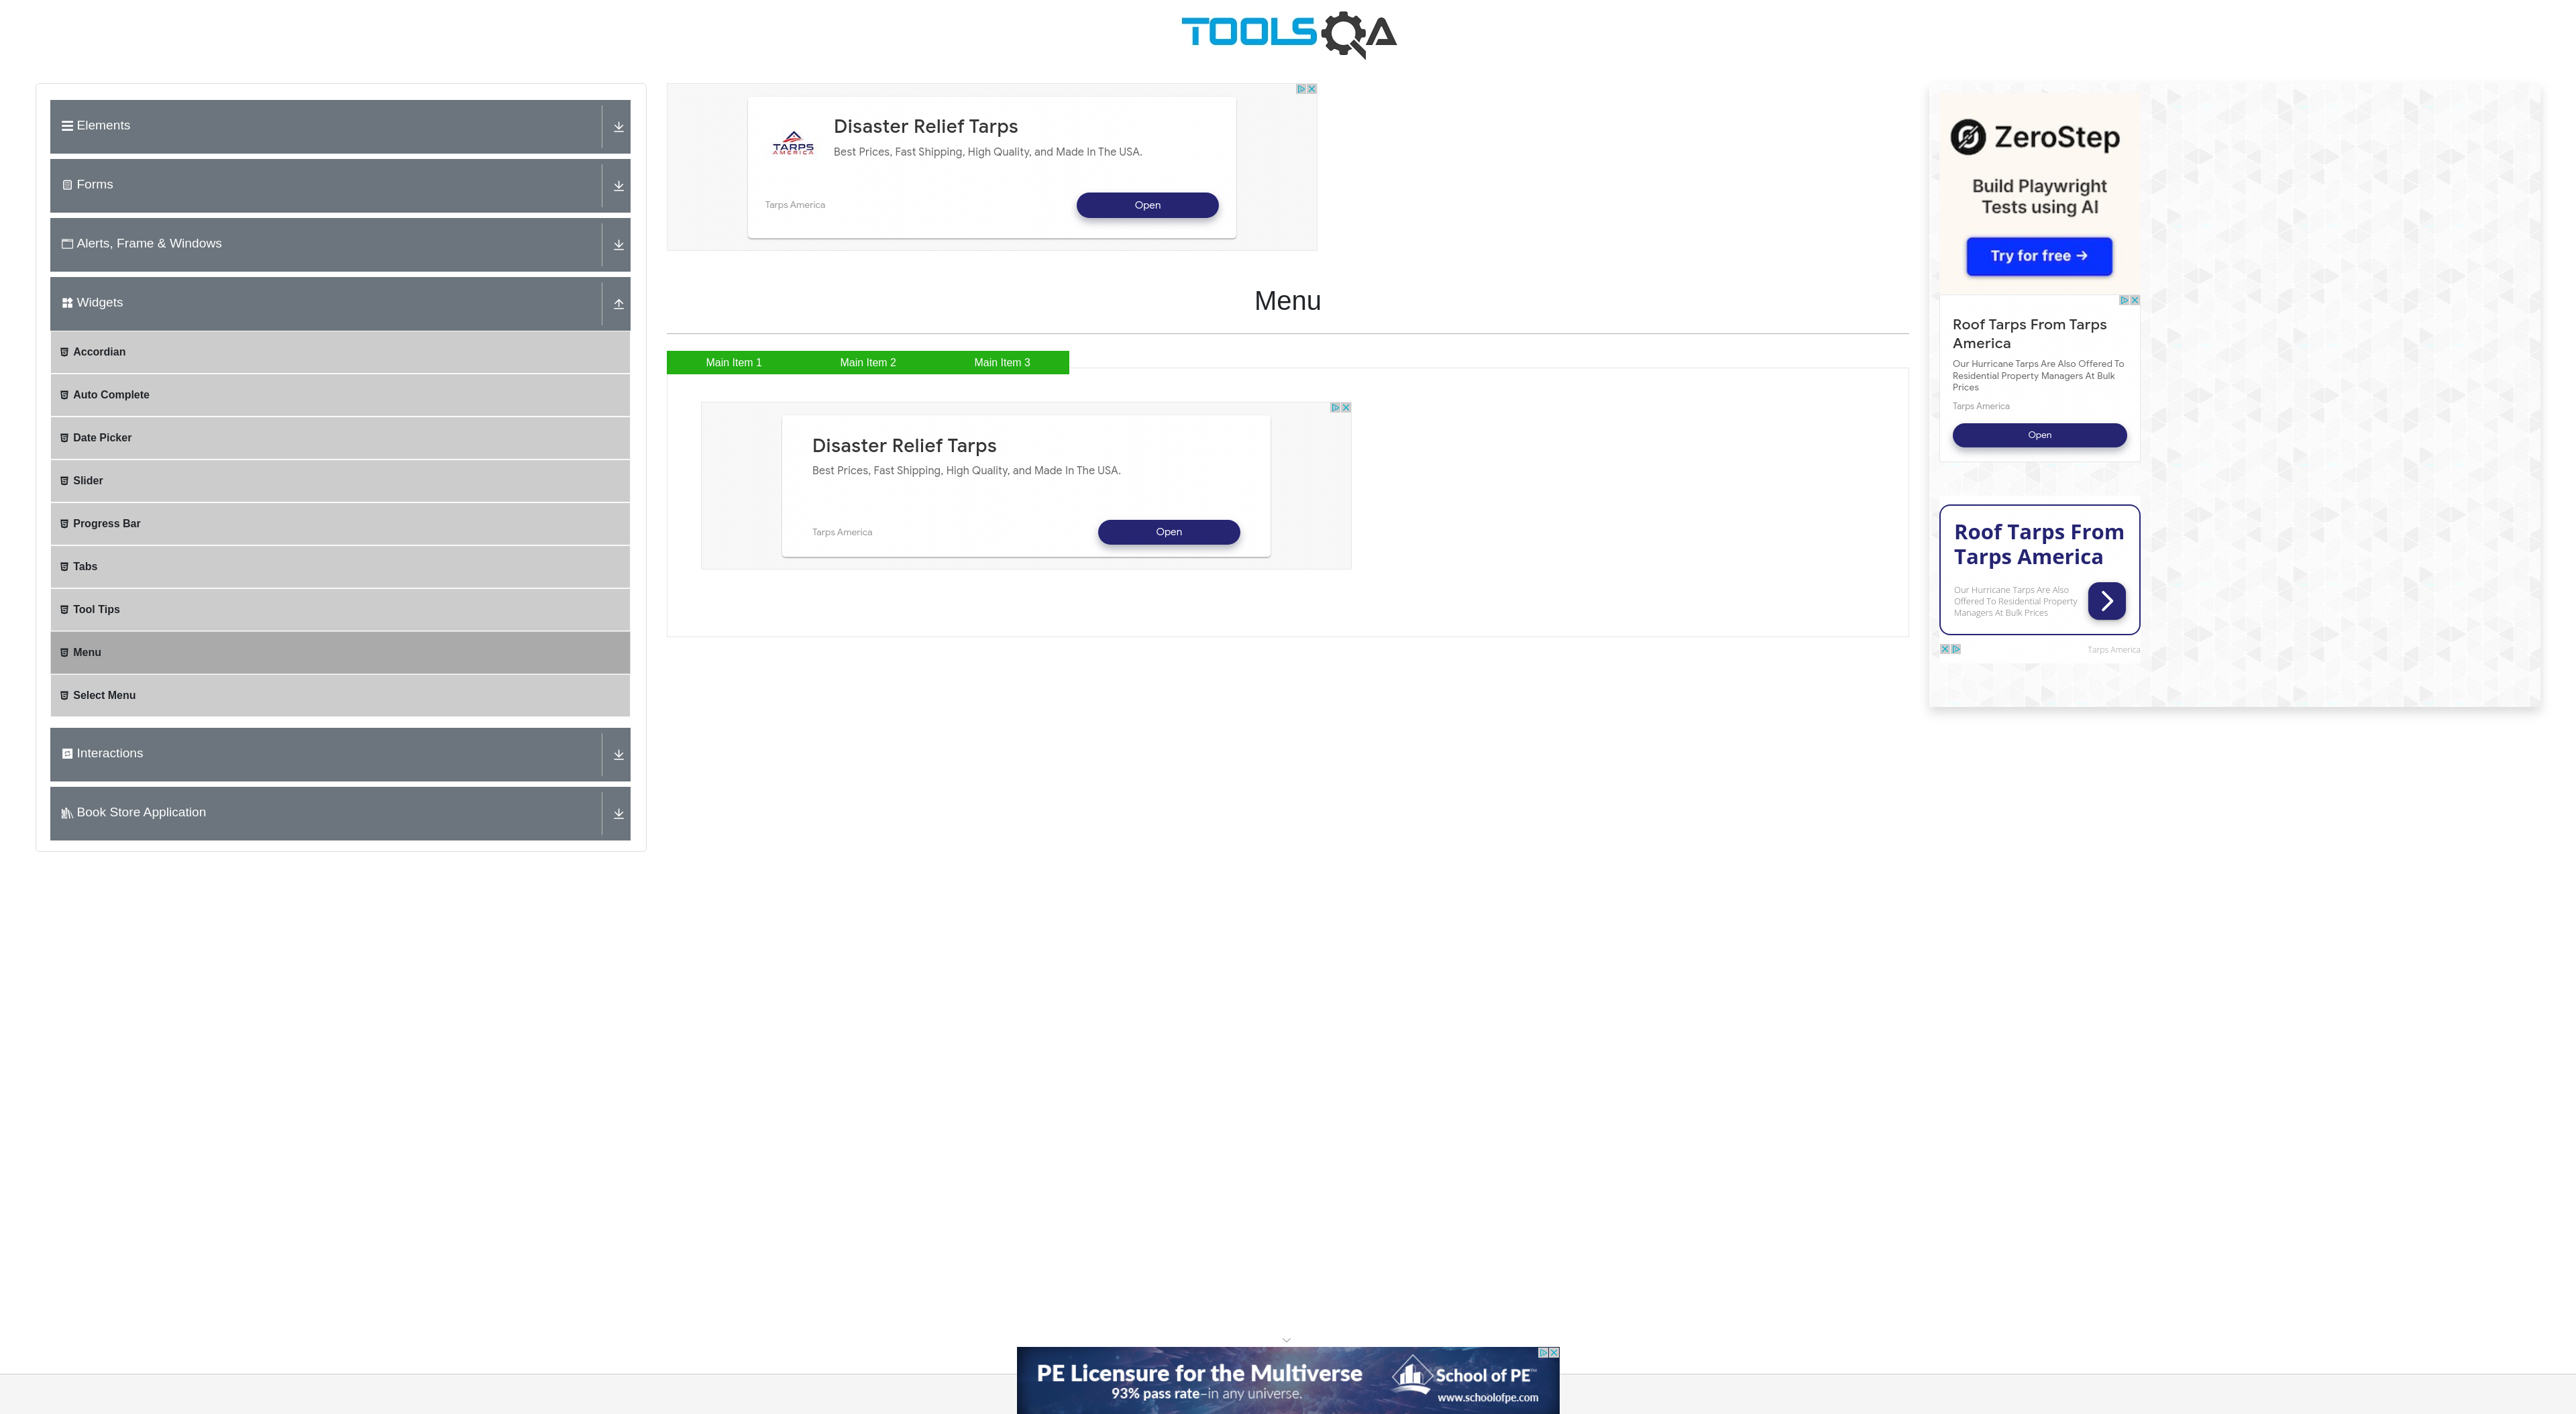 TOOLSQA
Elements
Forms
Alerts, Frame & Windows
Widgets
Accordian
Auto Complete
Date Picker
Slider
Progress Bar
Tabs
Tool Tips
Menu
Select Menu
Interactions
Book Store Application
TARPS
AMERICA
Disaster Relief Tarps
Best Prices, Fast Shipping, High Quality, and Made In The USA.
Tarps America
Open
Menu
Main Item 1
Main Item 2
Main Item 3
Disaster Relief Tarps
Best Prices, Fast Shipping, High Quality, and Made In The USA.
Tarps America
Open
ZeroStep
Build Playwright
Tests using AI
Try for free →
Roof Tarps From Tarps
America
Our Hurricane Tarps Are Also Offered To
Residential Property Managers At Bulk
Prices
Tarps America
Open
Roof Tarps From
Tarps America
Our Hurricane Tarps Are Also
Offered To Residential Property
Managers At Bulk Prices
Tarps America
PE Licensure for the Multiverse
93% pass rate–in any universe.
School of PE™
www.schoolofpe.com